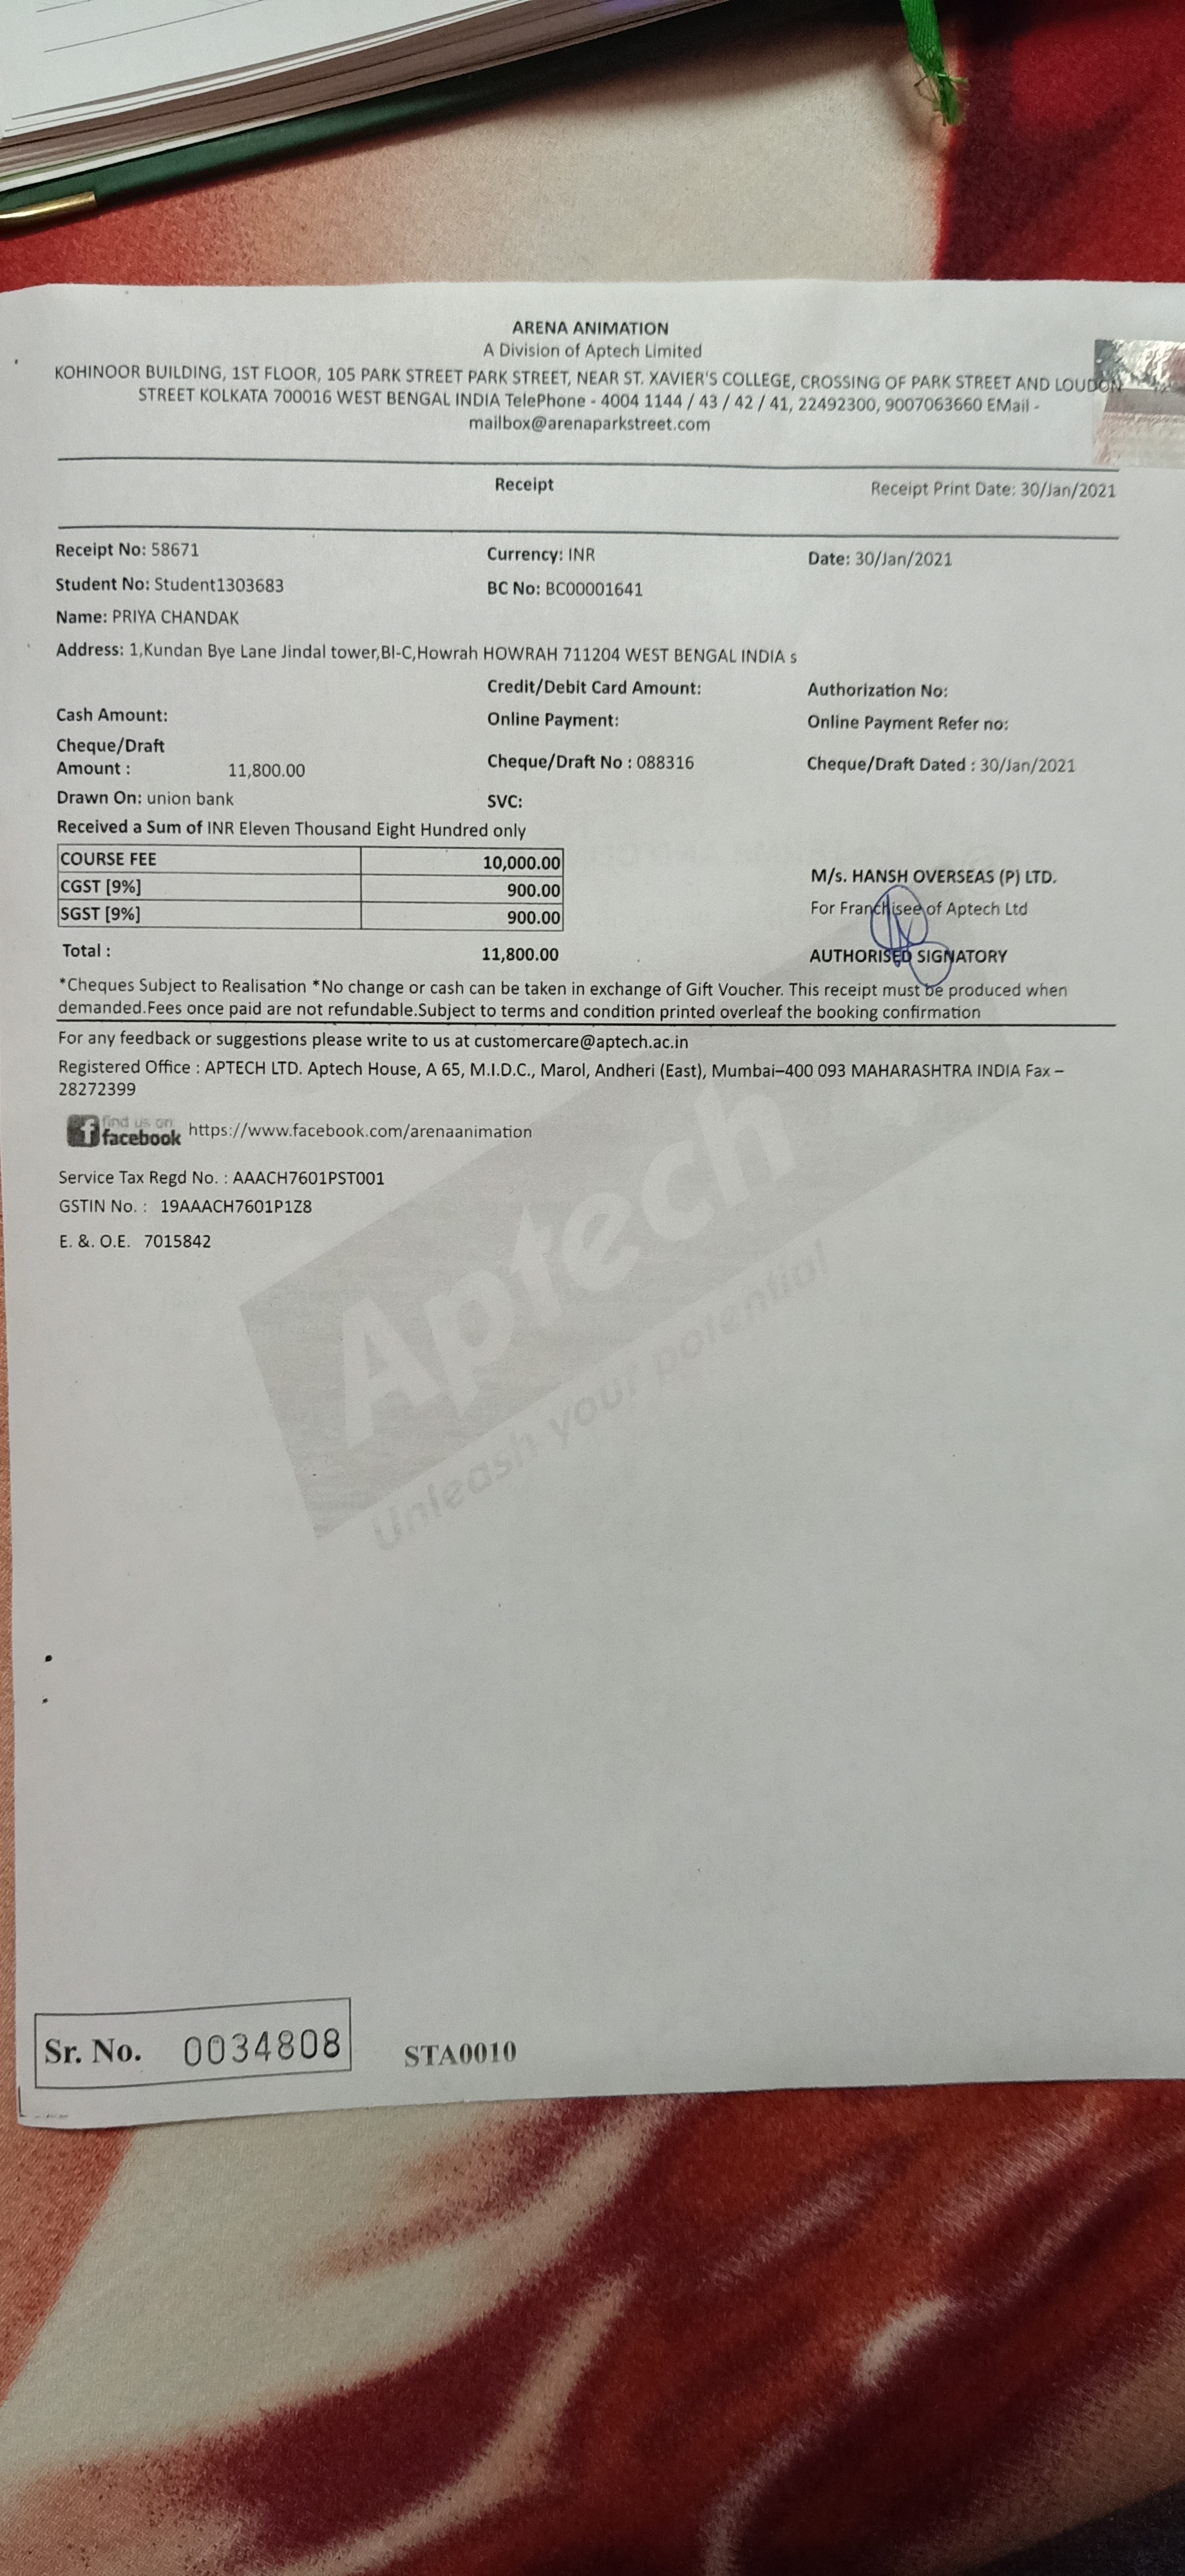 ARENA ANIMATION
A Division of Aptech Limited
KOHINOOR BUILDING, 1ST FLOOR, 105 PARK STREET PARK STREET, NEAR ST. XAVIER'S COLLEGE, CROSSING OF PARK STREET AND LOUDON
STREET KOLKATA 700016 WEST BENGAL INDIA TelePhone - 4004 1144 / 43 / 42 / 41, 22492300, 9007063660 EMail -
mailbox@arenaparkstreet.com
Receipt Receipt Print Date: 30/Jan/2021
Receipt No: 58671 Currency: INR Date: 30/Jan/2021
Student No: Student1303683 BC No: BC00001641
Name: PRIYA CHANDAK
Address: 1,Kundan Bye Lane Jindal tower,Bl-C,Howrah HOWRAH 711204 WEST BENGAL INDIA s
Credit/Debit Card Amount: Authorization No:
Cash Amount: Online Payment: Online Payment Refer no:
Cheque/Draft
Amount : 11,800.00 Cheque/Draft No : 088316 Cheque/Draft Dated : 30/Jan/2021
Drawn On: union bank SVC:
Received a Sum of INR Eleven Thousand Eight Hundred only
COURSE FEE 10,000.00
CGST [9%] 900.00
SGST [9%] 900.00
Total : 11,800.00
M/s. HANSH OVERSEAS (P) LTD.
For Franchisee of Aptech Ltd
AUTHORISED SIGNATORY
*Cheques Subject to Realisation *No change or cash can be taken in exchange of Gift Voucher. This receipt must be produced when
demanded.Fees once paid are not refundable.Subject to terms and condition printed overleaf the booking confirmation
For any feedback or suggestions please write to us at customercare@aptech.ac.in
Registered Office : APTECH LTD. Aptech House, A 65, M.I.D.C., Marol, Andheri (East), Mumbai–400 093 MAHARASHTRA INDIA Fax –
28272399
find us on
facebook https://www.facebook.com/arenaanimation
Service Tax Regd No. : AAACH7601PST001
GSTIN No. : 19AAACH7601P1Z8
E. &. O.E. 7015842
Aptech
Unleash your potential
Sr. No. 0034808 STA0010